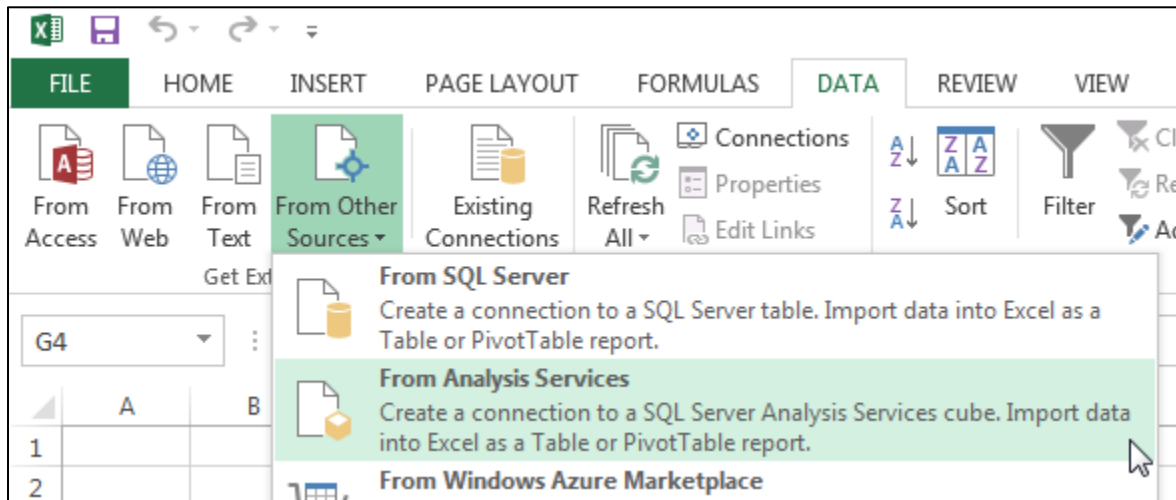 FILE HOME INSERT PAGE LAYOUT FORMULAS DATA REVIEW VIEW
Connections
Properties
Edit Links
From Access
From Web
From Text
From Other Sources
Existing Connections
Refresh All
Sort
Filter
Get
From SQL Server
Create a connection to a SQL Server table. Import data into Excel as a
Table or PivotTable report.
G4
From Analysis Services
Create a connection to a SQL Server Analysis Services cube. Import data
into Excel as a Table or PivotTable report.
A B
1
2
From Windows Azure Marketplace